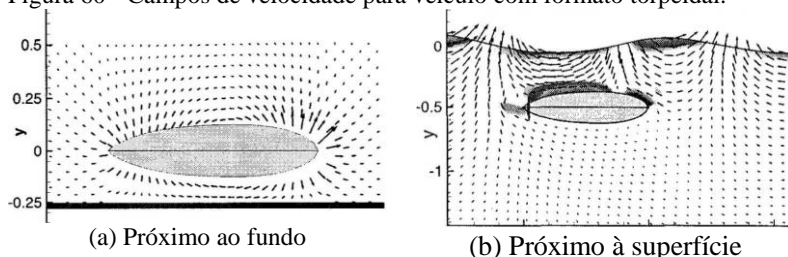 Figura 60 - Campos de velocidade para veículo com formato torpedal.
0.5
y
0.25
0
-0.25
(a) Próximo ao fundo
0
y
-0.5
-1
(b) Próximo à superfície